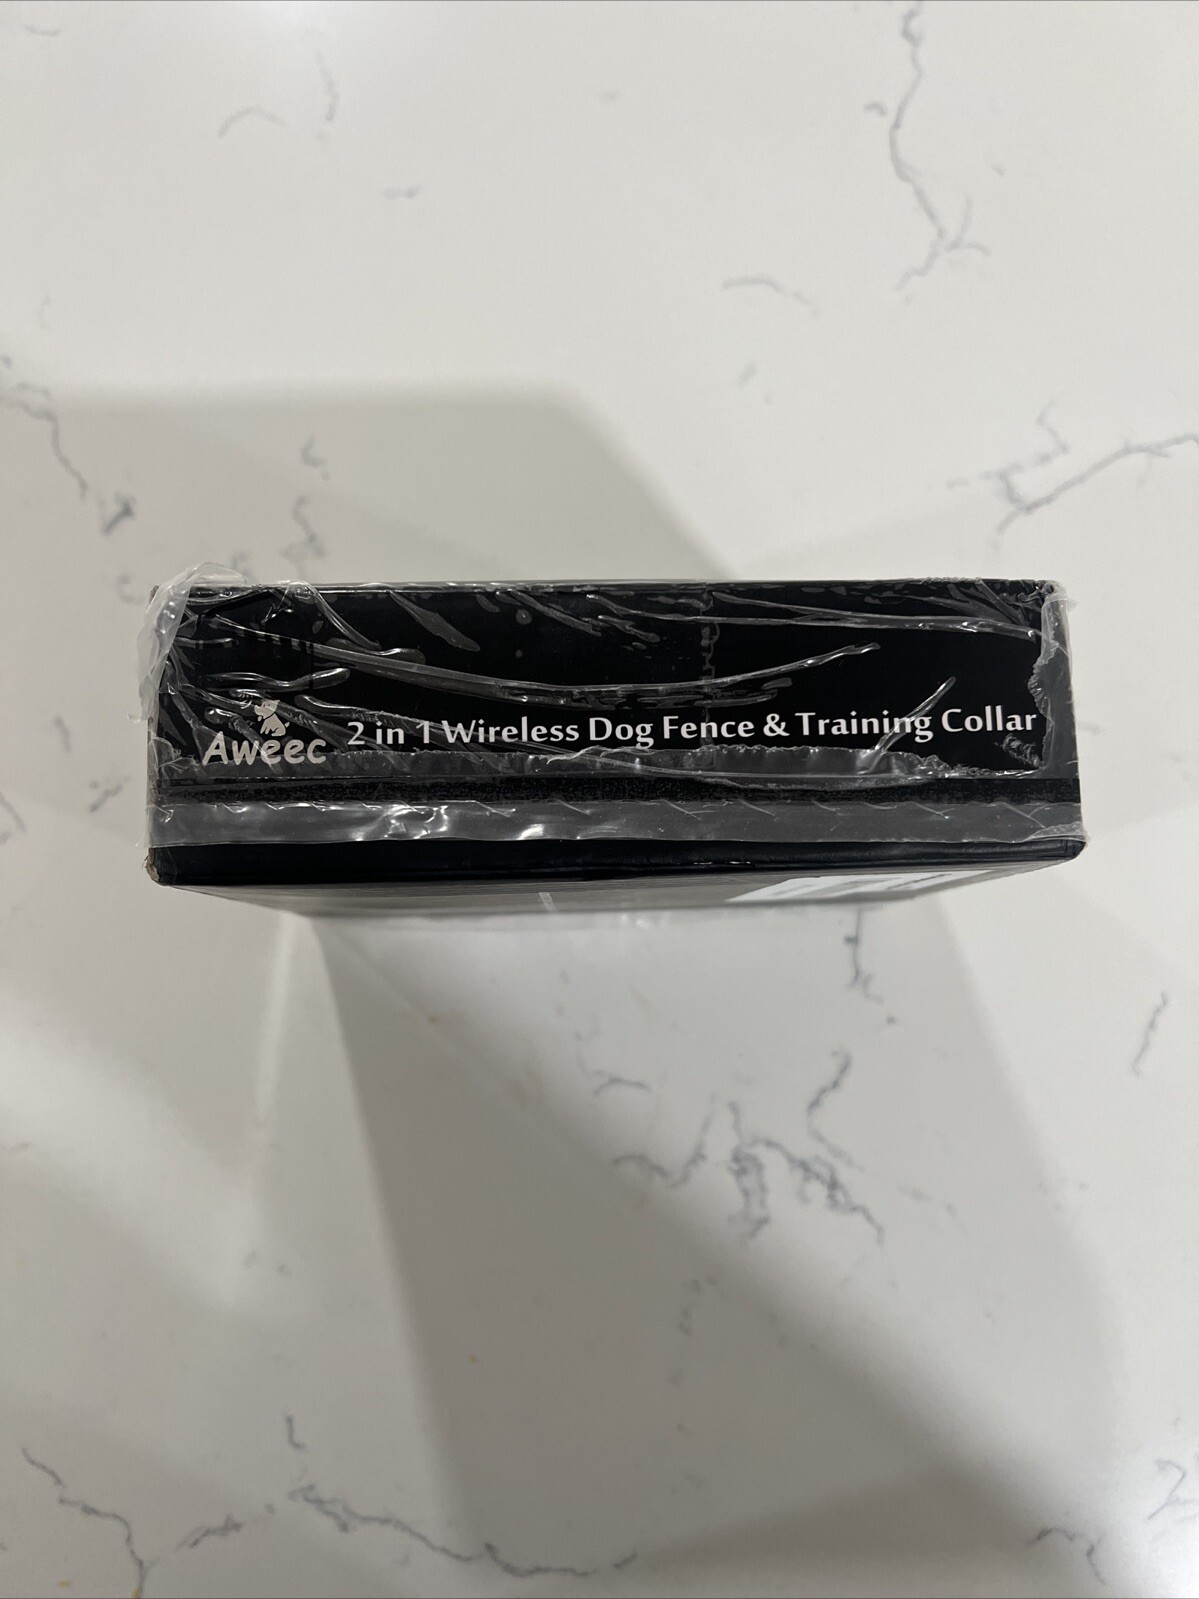 Aweec 2 in 1 Wireless Dog Fence & Training Collar